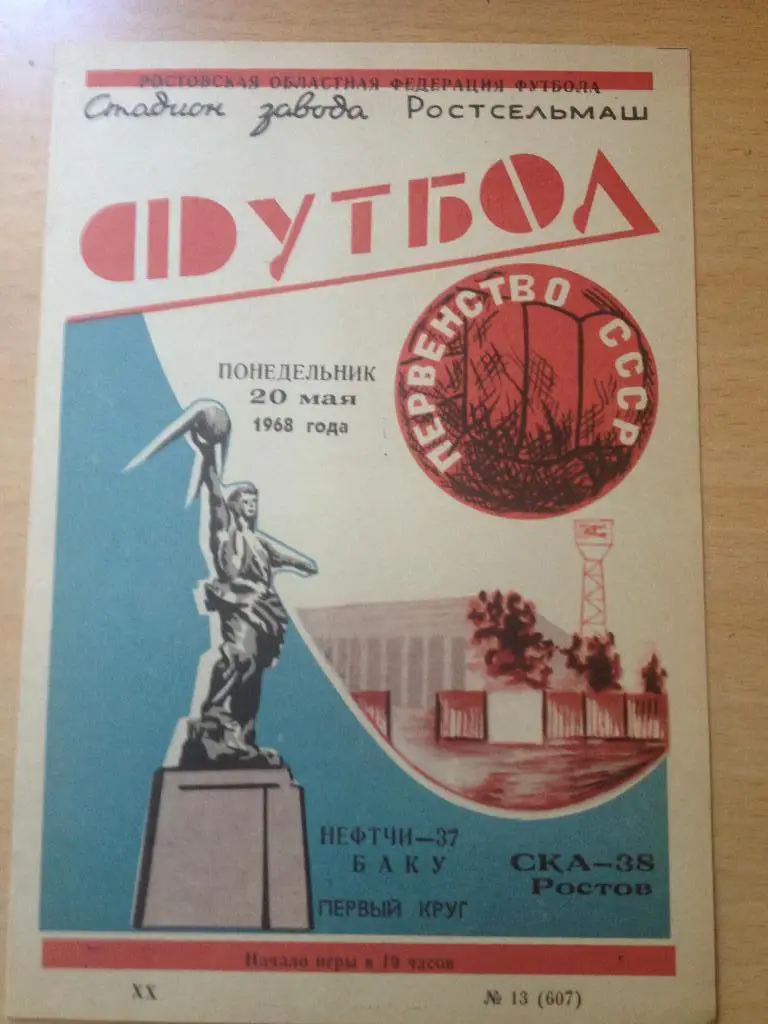 РОСТОВСКАЯ ОБЛАСТНАЯ ФЕДЕРАЦИЯ ФУТБОЛА
Стадион завода РОСТСЕЛЬМАШ
ФУТБОЛ
ПЕРВЕНСТВО СССР
ПОНЕДЕЛЬНИК
20 мая
1968 года
НЕФТЧИ—37
БАКУ
СКА—38
Ростов
ПЕРВЫЙ КРУГ
Начало игры в 19 часов
XX
№ 13 (607)